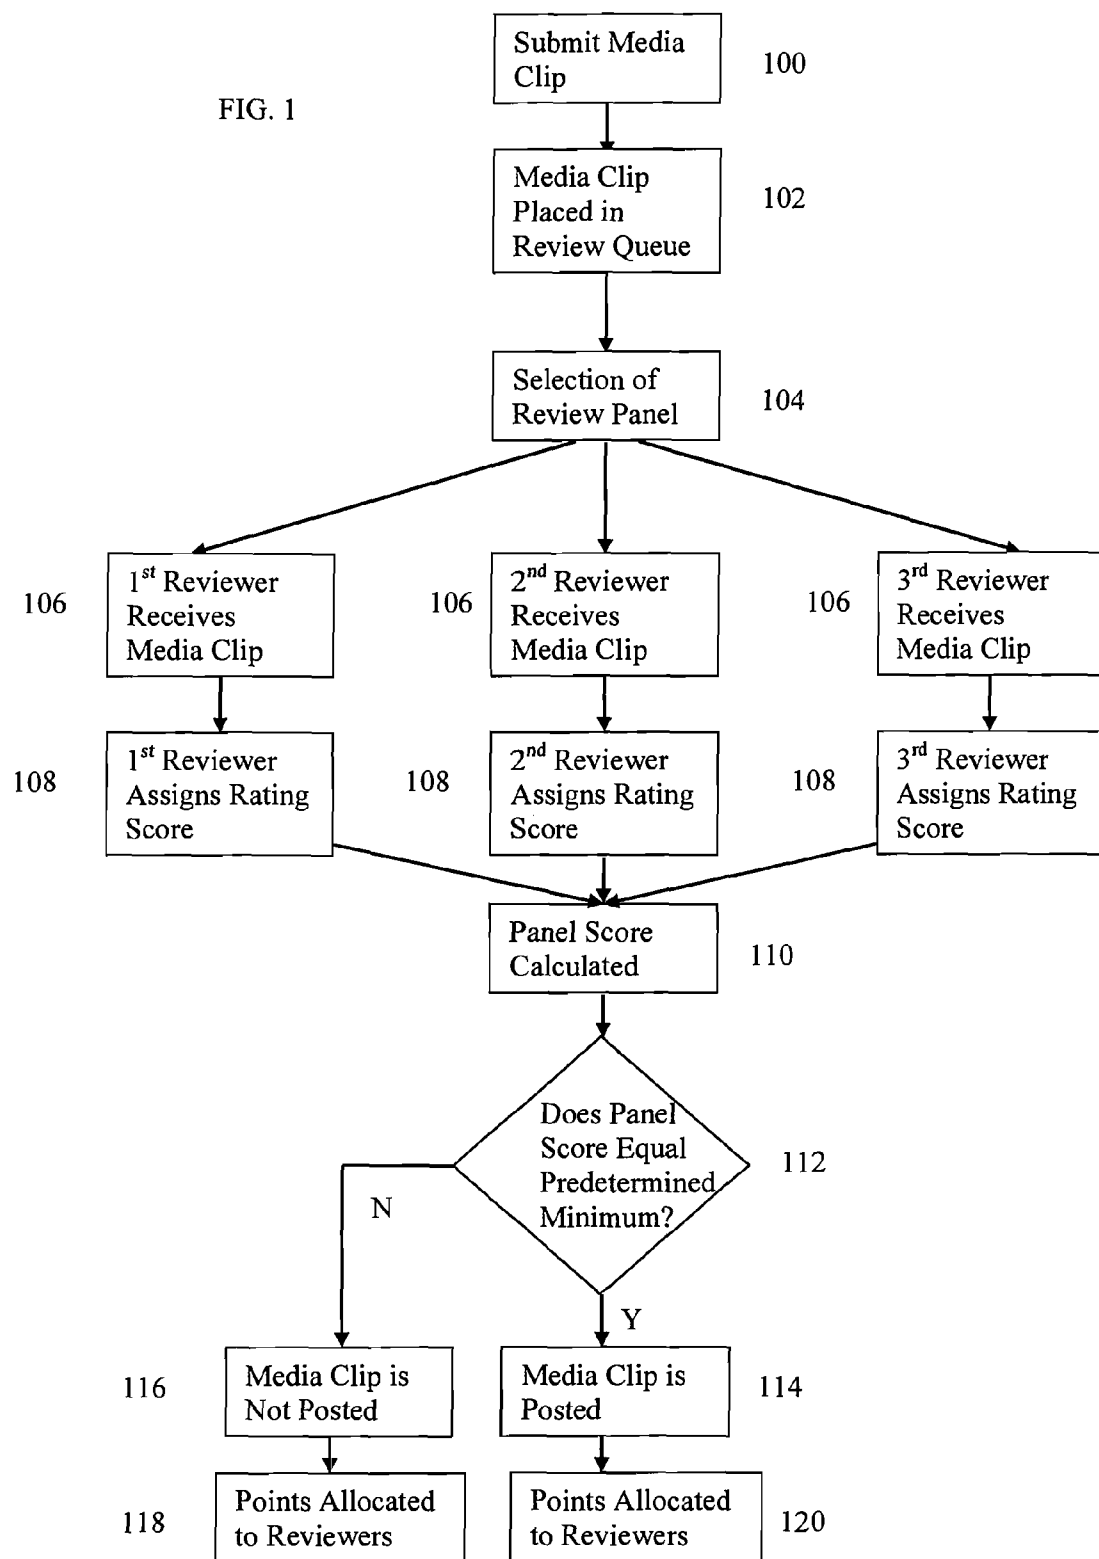 Submit Media
Clip
100
FIG. 1
Media Clip
Placed in
Review Queue
102
Selection of
Review Panel
104
106
1st Reviewer
Receives
Media Clip
106
2nd Reviewer
Receives
Media Clip
106
3rd Reviewer
Receives
Media Clip
108
1st Reviewer
Assigns Rating
Score
108
2nd Reviewer
Assigns Rating
Score
108
3rd Reviewer
Assigns Rating
Score
Panel Score
Calculated
110
Does Panel
Score Equal
Predetermined
Minimum?
112
N
Y
116
Media Clip is
Not Posted
Media Clip is
Posted
114
118
Points Allocated
to Reviewers
Points Allocated
to Reviewers
120